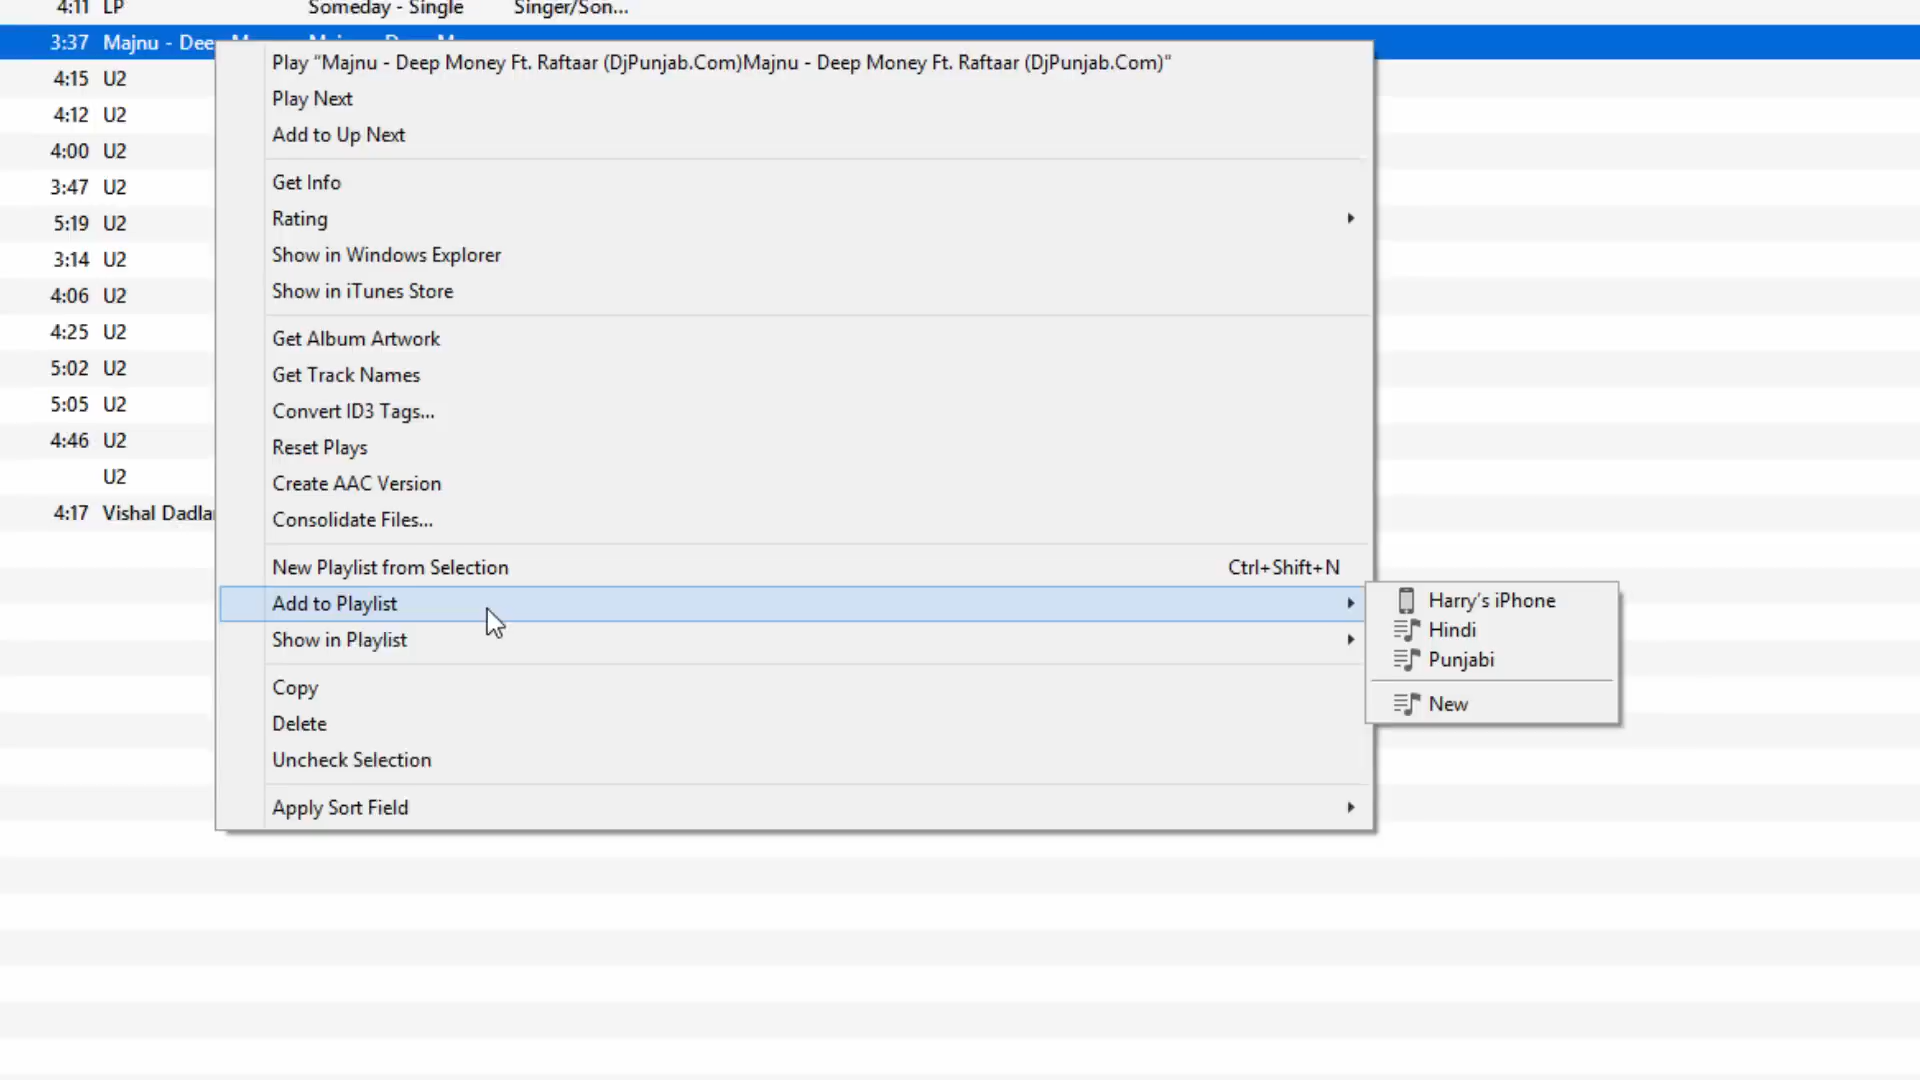 4:11 LP Someday - Single Singer/Son...
3:37 Majnu - Dee
Play “Majnu - Deep Money Ft. Raftaar (DjPunjab.Com)Majnu - Deep Money Ft. Raftaar (DjPunjab.Com)”
4:15 U2
Play Next
4:12 U2
Add to Up Next
4:00 U2
3:47 U2
Get Info
5:19 U2
Rating
3:14 U2
Show in Windows Explorer
4:06 U2
Show in iTunes Store
4:25 U2
Get Album Artwork
5:02 U2
Get Track Names
5:05 U2
Convert ID3 Tags...
4:46 U2
Reset Plays
U2
Create AAC Version
4:17 Vishal Dadla
Consolidate Files...
New Playlist from Selection Ctrl+Shift+N
Add to Playlist
Show in Playlist
Harry’s iPhone
Hindi
Punjabi
New
Copy
Delete
Uncheck Selection
Apply Sort Field